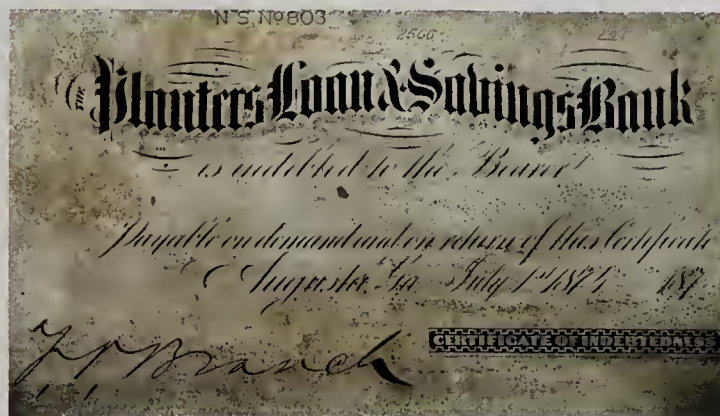 N S. No 803
2566
THE Planters Loan & Savings Bank
is indebted to the Bearer
Payable on demand and on return of this Certificate
Augusta, Ga. July 1st 187
CERTIFICATE OF INDEBTEDNESS
Branch